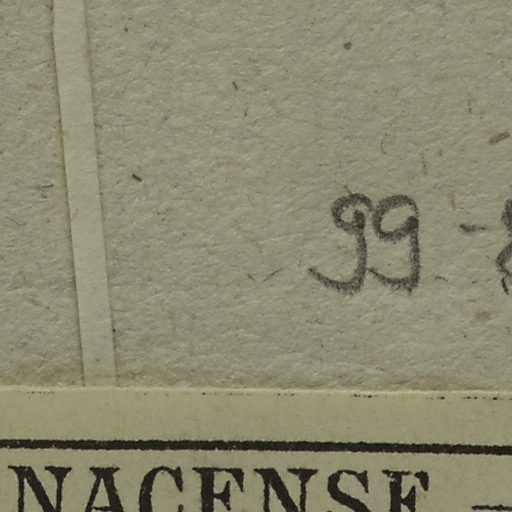 99 -
NACENSE —